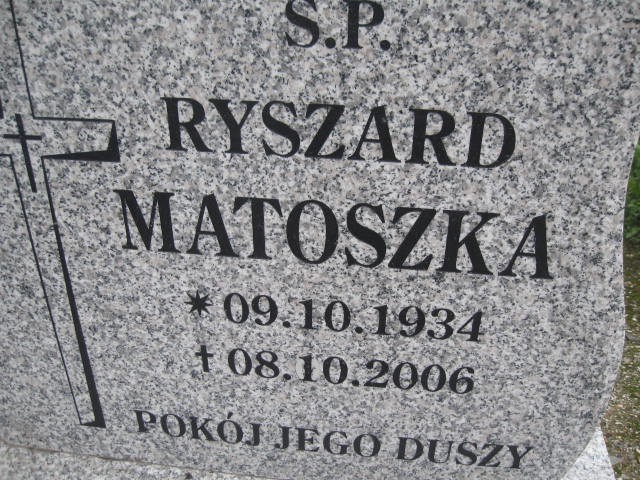 Ś.P.
RYSZARD
MATOSZKA
* 09.10.1934
† 08.10.2006
POKÓJ JEGO DUSZY